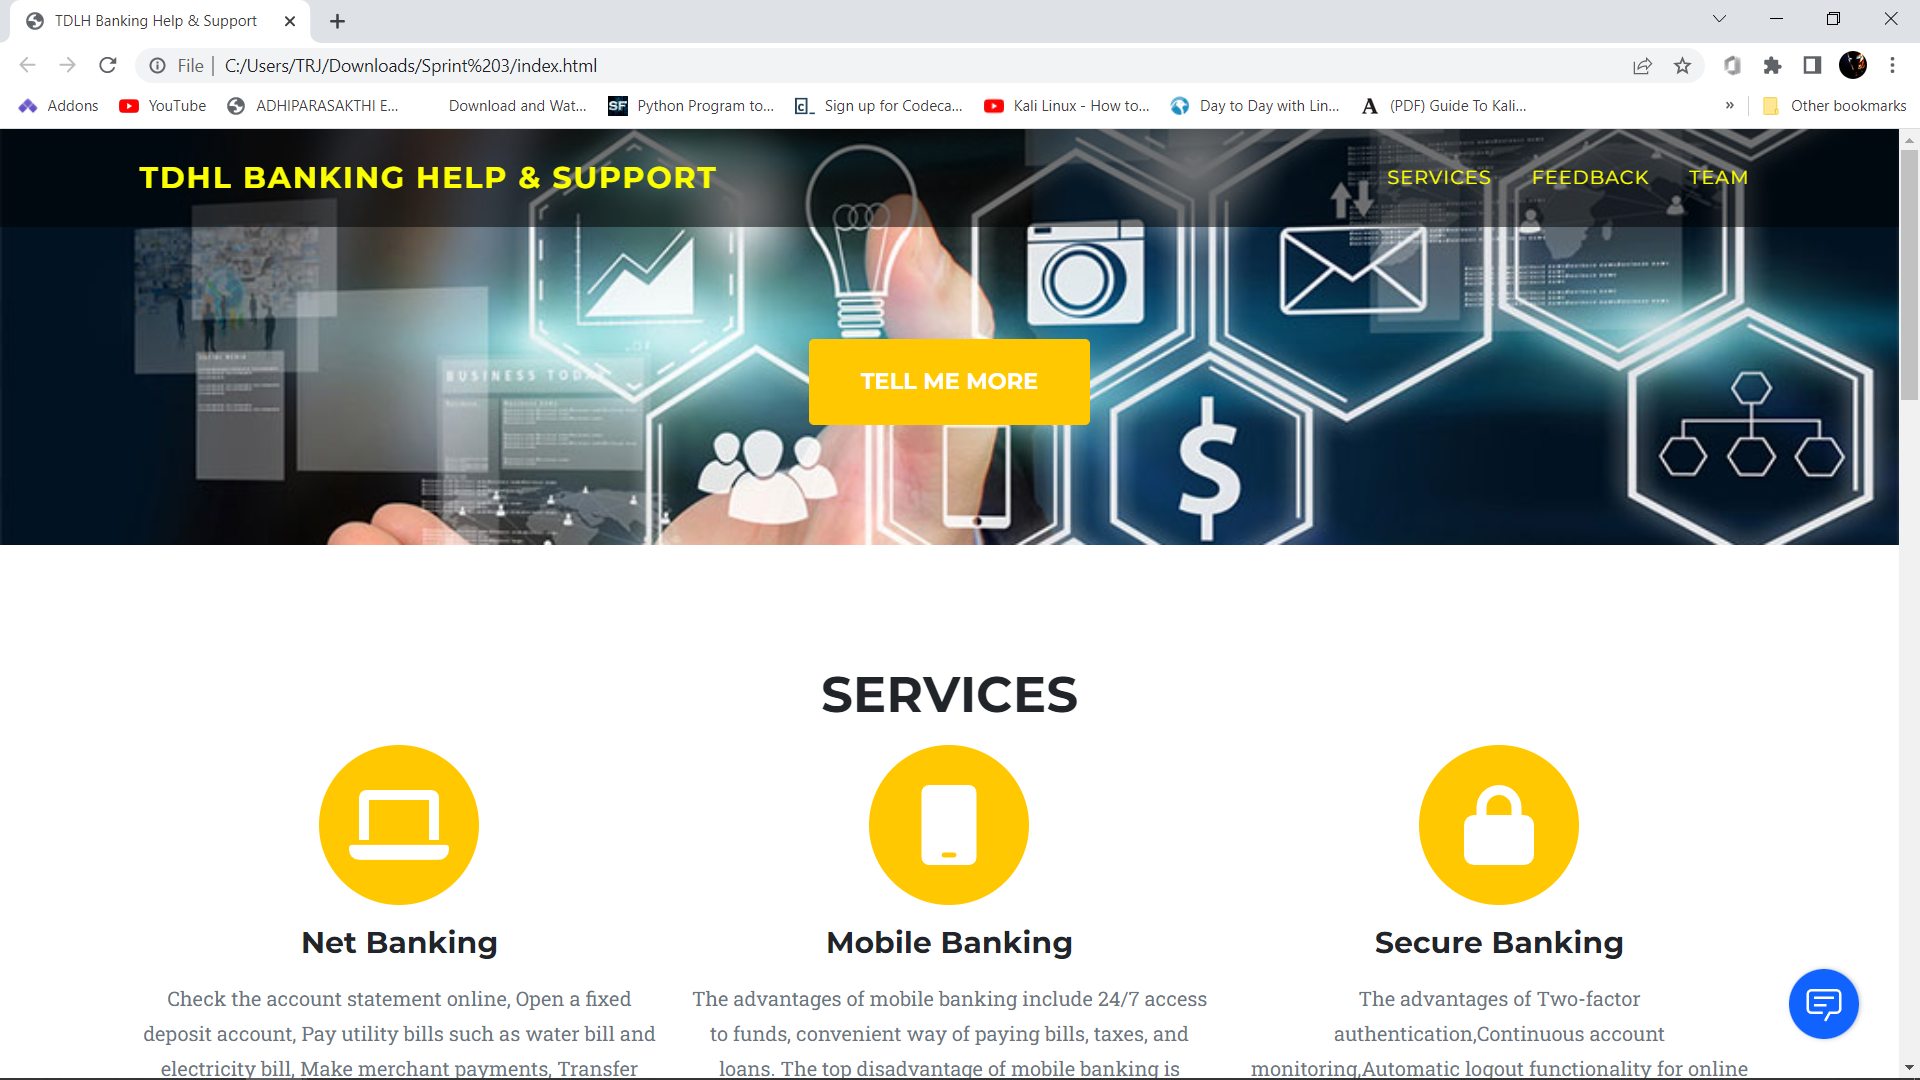 TDLH Banking Help & Support
File
C:/Users/TRJ/Downloads/Sprint%203/index.html
Addons
YouTube
ADHIPARASAKTHI E...
Download and Wat...
SF
Python Program to...
Sign up for Codeca...
Kali Linux - How to...
Day to Day with Lin...
(PDF) Guide To Kali...
»
Other bookmarks
TDHL BANKING HELP & SUPPORT
SERVICES
FEEDBACK
TEAM
SOCIAL MEDIA
BUSINESS TODAY
TELL ME MORE
$
SERVICES
Net Banking
Check the account statement online, Open a fixed
deposit account, Pay utility bills such as water bill and
electricity bill, Make merchant payments, Transfer
Mobile Banking
The advantages of mobile banking include 24/7 access
to funds, convenient way of paying bills, taxes, and
loans. The top disadvantage of mobile banking is
Secure Banking
The advantages of Two-factor
authentication,Continuous account
monitoring,Automatic logout functionality for online